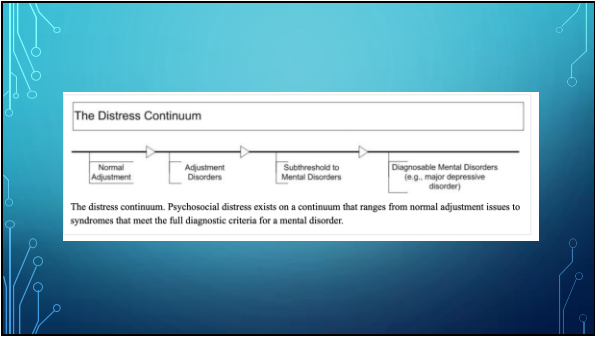 The Distress Continuum
Normal
Adjustment
Adjustment
Disorders
Subthreshold to
Mental Disorders
Diagnosable Mental Disorders
(e.g., major depressive
disorder)
The distress continuum. Psychosocial distress exists on a continuum that ranges from normal adjustment issues to
syndromes that meet the full diagnostic criteria for a mental disorder.